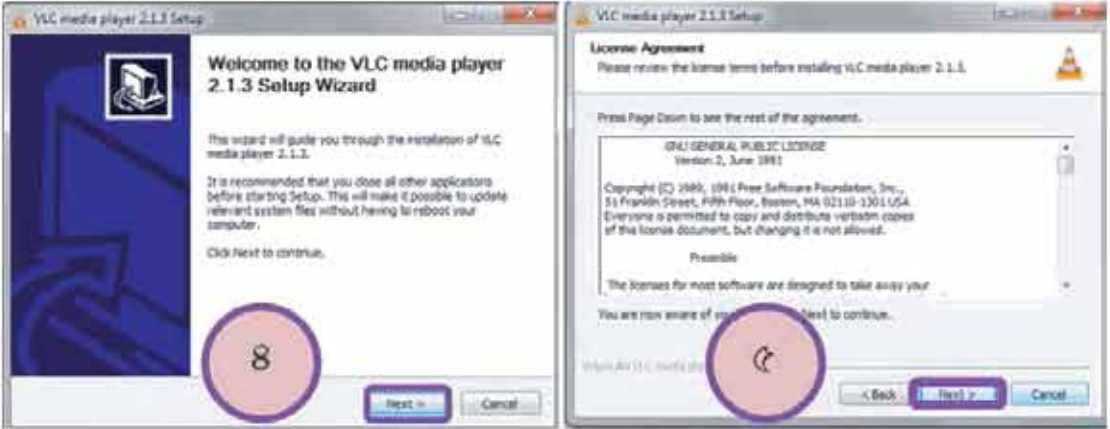 VLC media player 2.1.3 Setup
Welcome to the VLC media player
2.1.3 Setup Wizard
This wizard will guide you through the installation of VLC
media player 2.1.3.
It is recommended that you close all other applications
before starting Setup. This will make it possible to update
relevant system files without having to reboot your
computer.
Click Next to continue.
Next >
Cancel
VLC media player 2.1.3 Setup
License Agreement
Please review the license terms before installing VLC media player 2.1.3.
Press Page Down to see the rest of the agreement.
GNU GENERAL PUBLIC LICENSE
Version 2, June 1991
Copyright (C) 1989, 1991 Free Software Foundation, Inc.,
51 Franklin Street, Fifth Floor, Boston, MA 02110-1301 USA
Everyone is permitted to copy and distribute verbatim copies
of this license document, but changing it is not allowed.
Preamble
The licenses for most software are designed to take away your
You are now aware of Next to continue.
< Back
Next >
Cancel